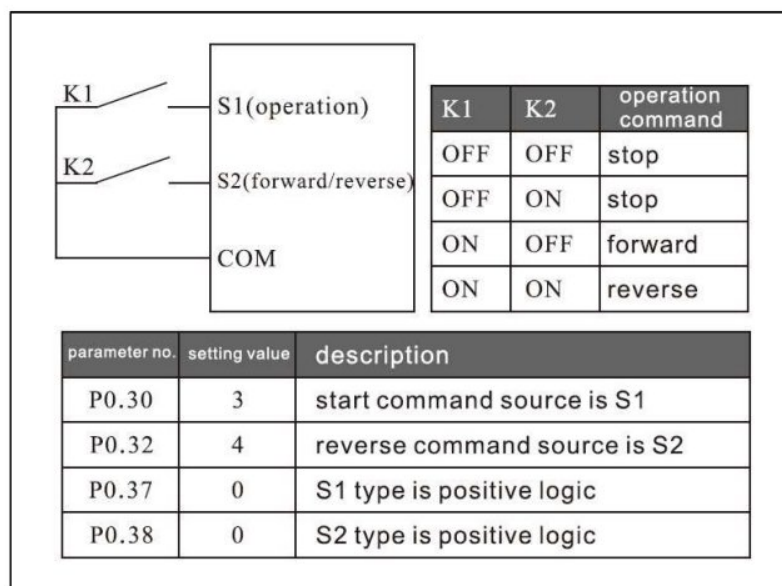 K1
S1(operation)
K2
S2(forward/reverse)
COM
K1 K2 operation command
OFF OFF stop
OFF ON stop
ON OFF forward
ON ON reverse
parameter no. setting value description
P0.30 3 start command source is S1
P0.32 4 reverse command source is S2
P0.37 0 S1 type is positive logic
P0.38 0 S2 type is positive logic